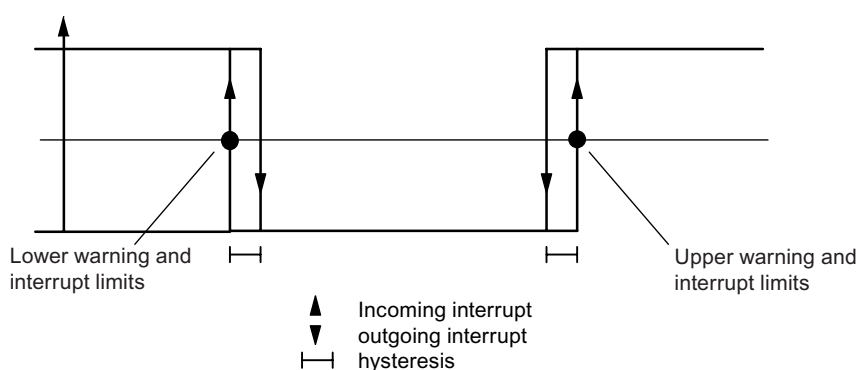 Lower warning and
interrupt limits
Upper warning and
interrupt limits
Incoming interrupt
outgoing interrupt
hysteresis